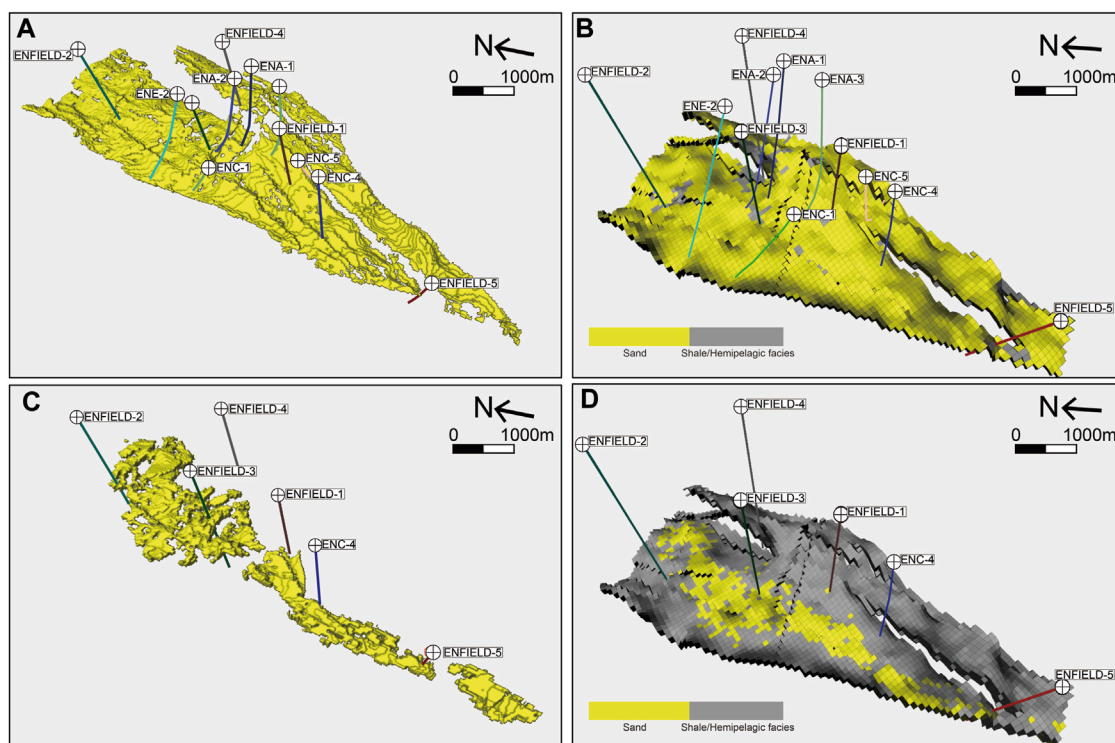 A
ENFIELD-2
ENFIELD-4
ENA-1
ENA-2
ENE-2
ENFIELD-1
ENC-5
ENC-1
ENC-4
ENFIELD-5
N
0 1000m
B
ENFIELD-4
ENA-1
ENFIELD-2
ENA-2
ENA-3
ENE-2
ENFIELD-3
ENFIELD-1
ENC-5
ENC-4
ENC-1
ENFIELD-5
N
0 1000m
Sand Shale/Hemipelagic facies
C
ENFIELD-4
ENFIELD-2
ENFIELD-3
ENFIELD-1
ENC-4
ENFIELD-5
N
0 1000m
D
ENFIELD-4
ENFIELD-2
ENFIELD-3
ENFIELD-1
ENC-4
ENFIELD-5
N
0 1000m
Sand Shale/Hemipelagic facies